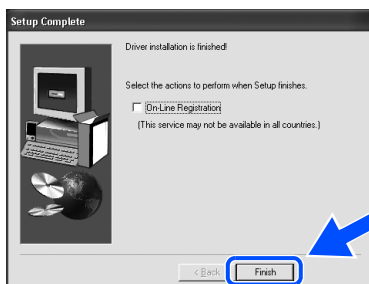 Setup Complete
Driver installation is finished!
Select the actions to perform when Setup finishes.
On-Line Registration
(This service may not be available in all countries.)
< Back
Finish